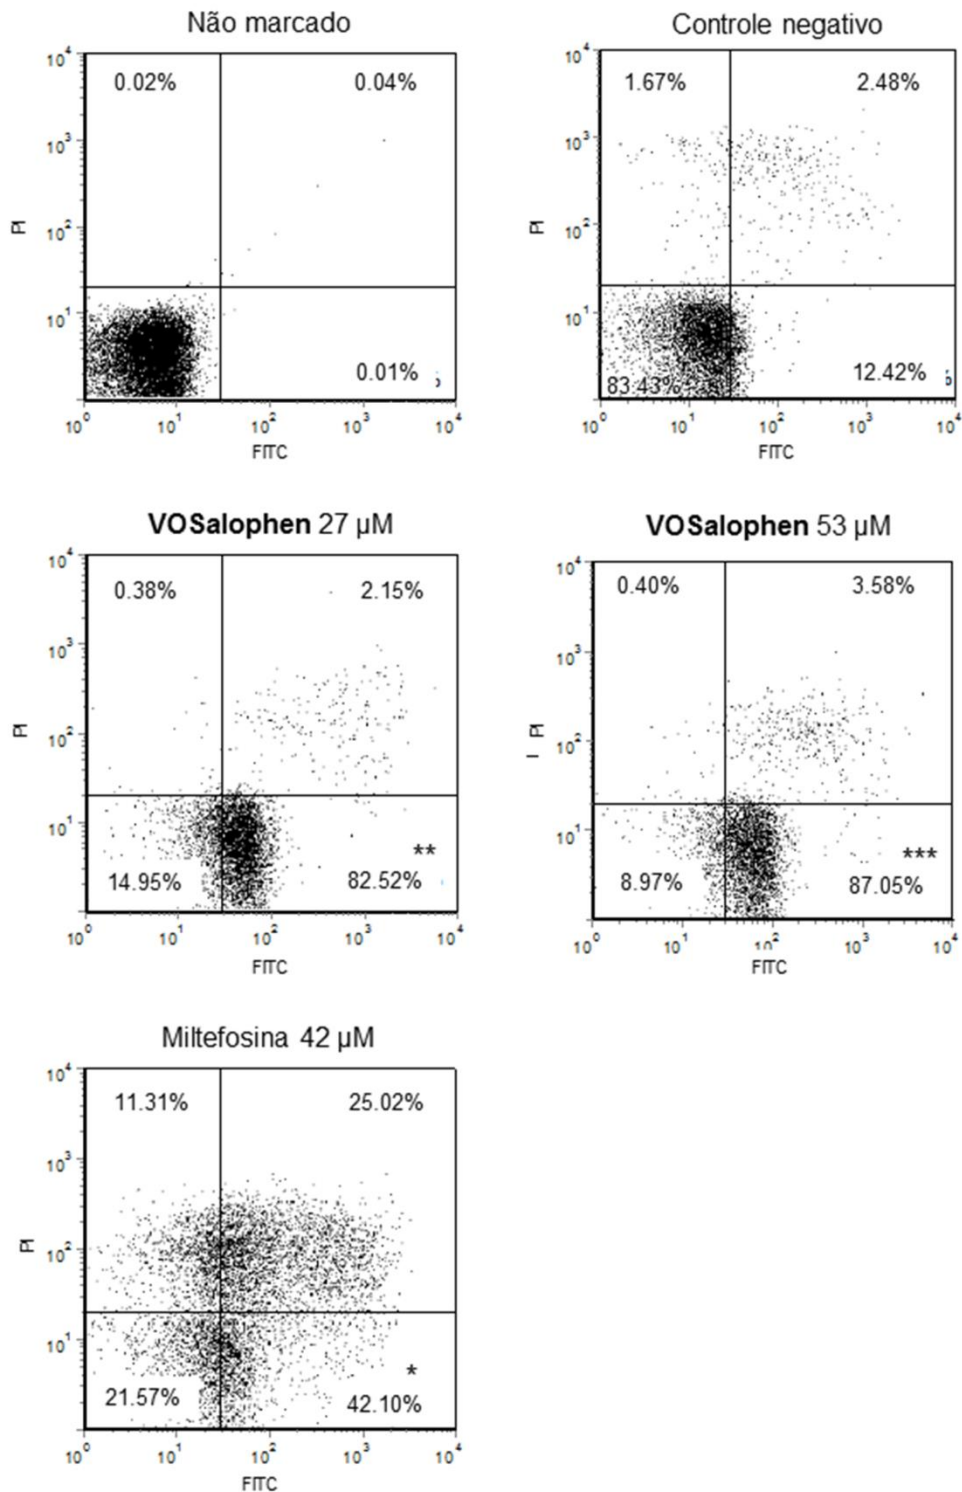 Não marcado
10^4
0.02%
0.04%
10^3
PI
10^2
10^1
0.01%
10^0 10^1 10^2 10^3 10^4
FITC
Controle negativo
10^4
1.67%
2.48%
10^3
PI
10^2
10^1
83.43%
12.42%
10^0 10^1 10^2 10^3 10^4
FITC
VOSalophen 27 µM
10^4
0.38%
2.15%
10^3
PI
10^2
10^1
**
14.95%
82.52%
10^0 10^1 10^2 10^3 10^4
FITC
VOSalophen 53 µM
10^4
0.40%
3.58%
10^3
PI
10^2
10^1
***
8.97%
87.05%
10^0 10^1 10^2 10^3 10^4
FITC
Miltefosina 42 µM
10^4
11.31%
25.02%
10^3
PI
10^2
10^1
*
21.57%
42.10%
10^0 10^1 10^2 10^3 10^4
FITC